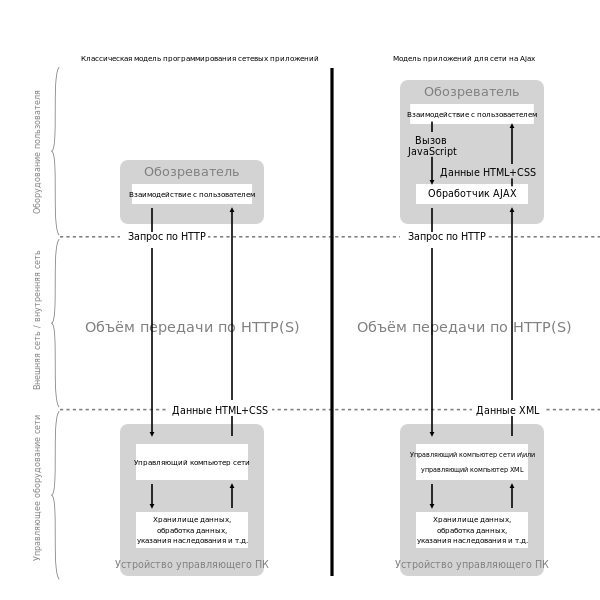 Классическая модель программирования сетевых приложений
Модель приложений для сети на Ajax
Оборудование пользователя
Обозреватель
Взаимодействие с пользователем
Обозреватель
Взаимодействие с пользоваетелем
Вызов
JavaScript
Данные HTML+CSS
Обработчик AJAX
Запрос по HTTP
Запрос по HTTP
Внешняя сеть / внутренняя сеть
Объём передачи по HTTP(S)
Объём передачи по HTTP(S)
Данные HTML+CSS
Данные XML
Управляющее оборудование сети
Управляющий компьютер сети
Хранилище данных,
обработка данных,
указания наследования и т.д.
Устройство управляющего ПК
Управляющий компьютер сети и\или
управляющий компьютер XML
Хранилище данных,
обработка данных,
указания наследования и т.д.
Устройство управляющего ПК